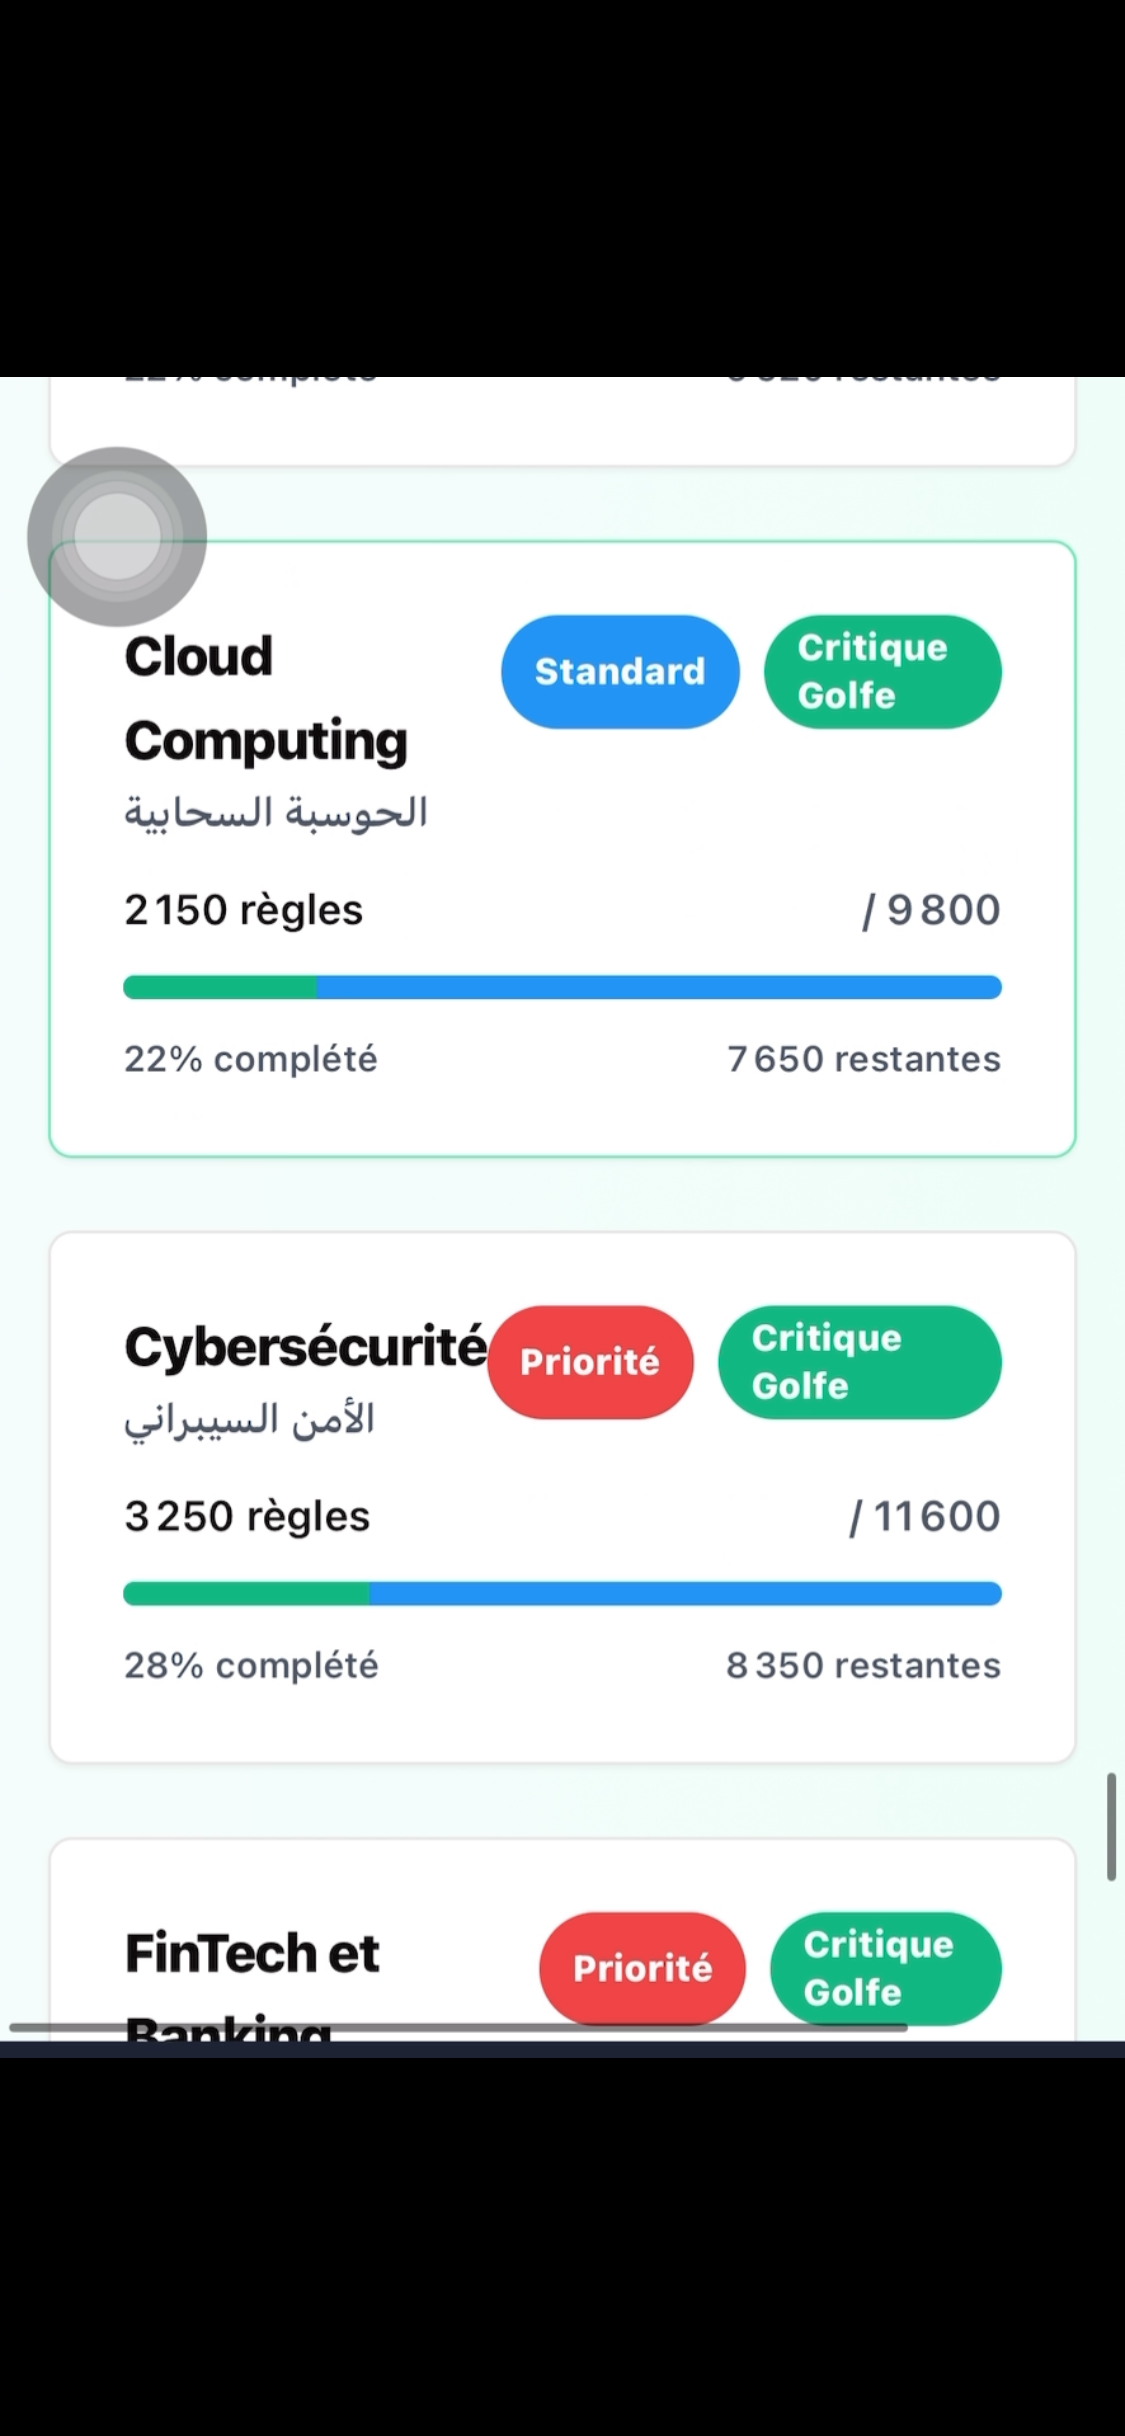 Cloud
Computing
Standard
Critique
Golfe
الحوسبة السحابية
2 150 règles
/ 9 800
22% complété
7 650 restantes
Cybersécurité
Priorité
Critique
Golfe
الأمن السيبراني
3 250 règles
/ 11 600
28% complété
8 350 restantes
FinTech et
Banking
Priorité
Critique
Golfe